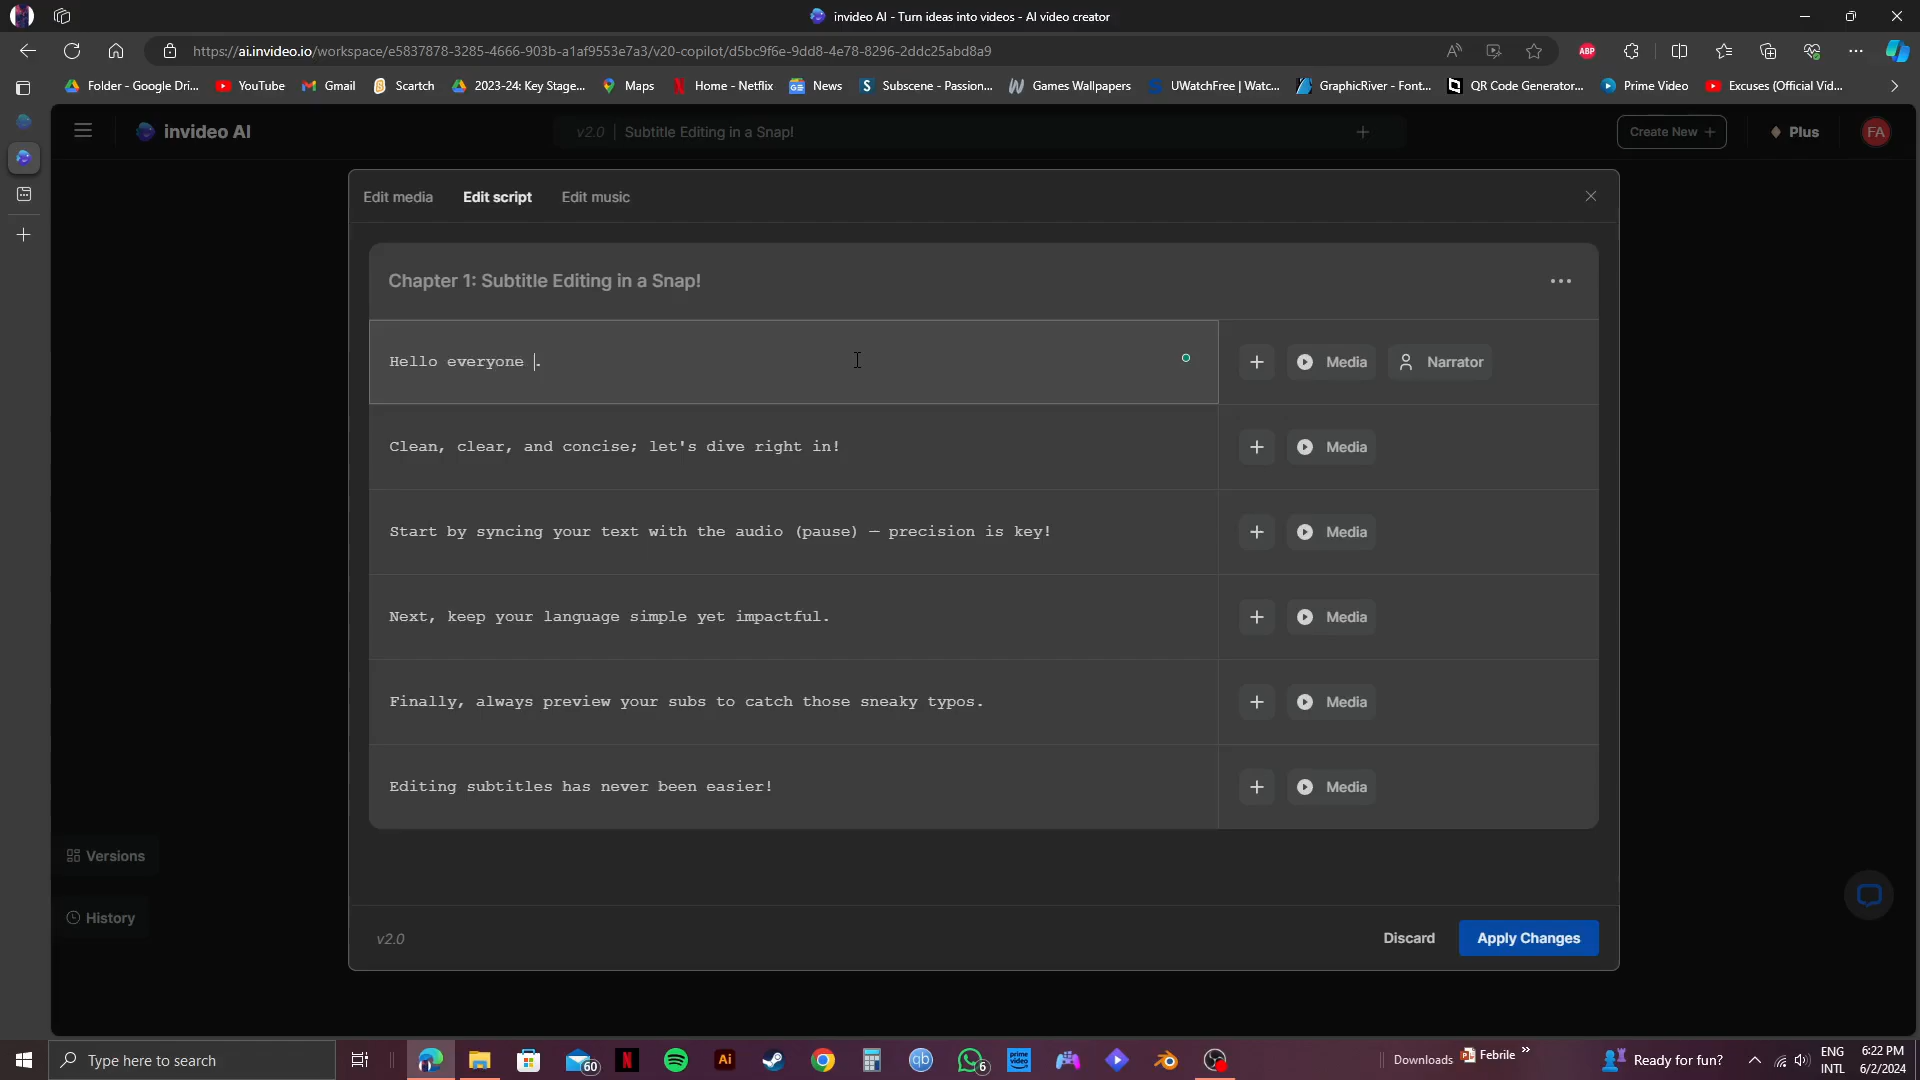 invideo AI - Turn ideas into videos - AI video creator
https://ai.invideo.io/workspace/e5837878-3285-4666-903b-a1af9553e7a3/v20-copilot/d5bc9f6e-9dd8-4e78-8296-2ddc25abd8a9
ABP
Folder - Google Dri... YouTube Gmail Scartch 2023-24: Key Stage... Maps Home - Netflix News Subscene - Passion... Games Wallpapers UWatchFree | Watc... GraphicRiver - Font... QR Code Generator... Prime Video Excuses (Official Vid...
invideo AI v2.0 | Subtitle Editing in a Snap! + Create New + Plus FA
Edit media Edit script Edit music
Chapter 1: Subtitle Editing in a Snap!
Hello everyone . Media Narrator
Clean, clear, and concise; let's dive right in! Media
Start by syncing your text with the audio (pause) — precision is key! Media
Next, keep your language simple yet impactful. Media
Finally, always preview your subs to catch those sneaky typos. Media
Editing subtitles has never been easier! Media
Versions
History
v2.0 Discard Apply Changes
Type here to search 60 N Ai qb 6 prime video Downloads Febrile » Ready for fun? ENG 6:22 PM
INTL 6/2/2024